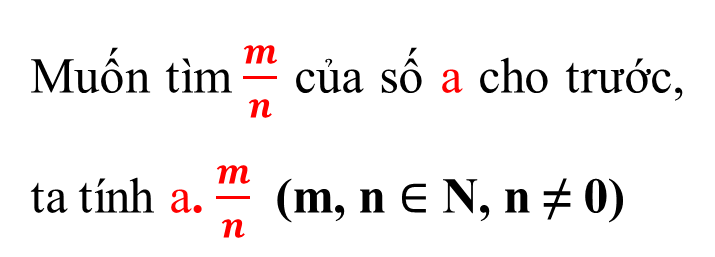 Muốn tìm m/n của số a cho trước,
ta tính a. m/n (m, n ∈ N, n ≠ 0)